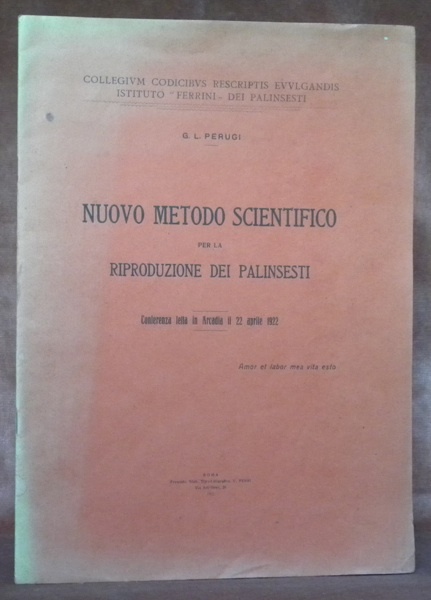 COLLEGIVM CODICIBVS RESCRIPTIS EVVLGANDIS
ISTITUTO "FERRINI" DEI PALINSESTI
G. L. PERUGI
NUOVO METODO SCIENTIFICO
PER LA
RIPRODUZIONE DEI PALINSESTI
Conferenza letta in Arcadia il 22 aprile 1922
Amor et labor mea vita esto
ROMA